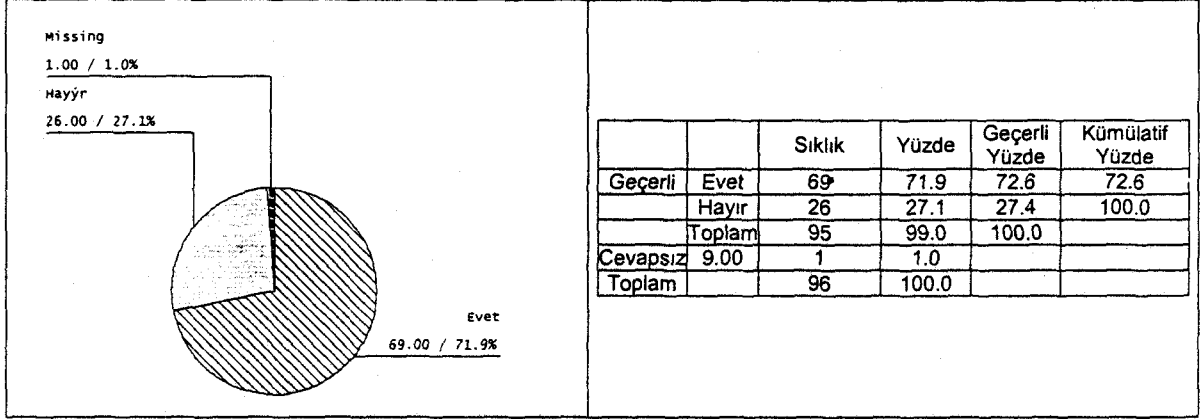 Missing
1.00 / 1.0%
Hayýr
26.00 / 27.1%
Evet
69.00 / 71.9%
Sıklık Yüzde Geçerli Yüzde Kümülatif Yüzde
Geçerli Evet 69 71.9 72.6 72.6
Hayır 26 27.1 27.4 100.0
Toplam 95 99.0 100.0
Cevapsız 9.00 1 1.0
Toplam 96 100.0